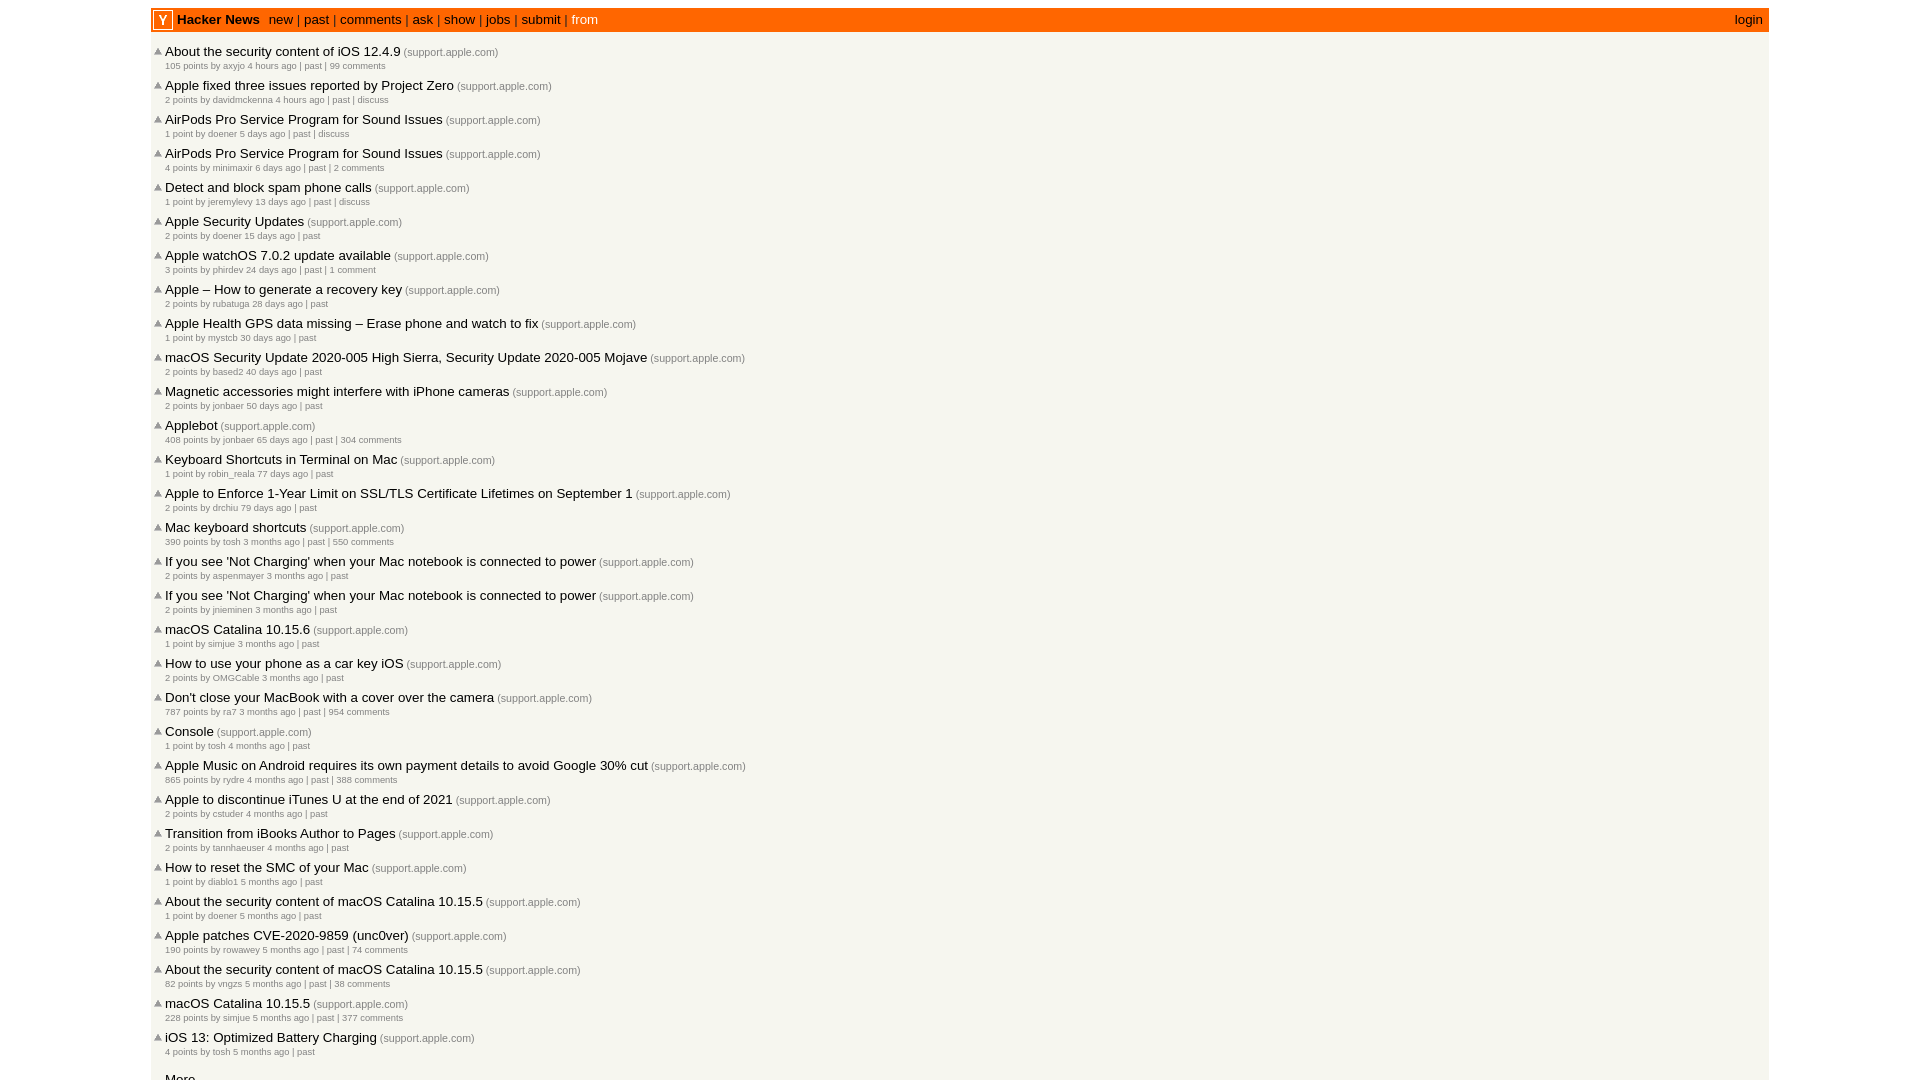 Y Hacker News new | past | comments | ask | show | jobs | submit | from login
About the security content of iOS 12.4.9 (support.apple.com)
105 points by axyjo 4 hours ago | past | 99 comments
Apple fixed three issues reported by Project Zero (support.apple.com)
2 points by davidmckenna 4 hours ago | past | discuss
AirPods Pro Service Program for Sound Issues (support.apple.com)
1 point by doener 5 days ago | past | discuss
AirPods Pro Service Program for Sound Issues (support.apple.com)
4 points by minimaxir 6 days ago | past | 2 comments
Detect and block spam phone calls (support.apple.com)
1 point by jeremylevy 13 days ago | past | discuss
Apple Security Updates (support.apple.com)
2 points by doener 15 days ago | past
Apple watchOS 7.0.2 update available (support.apple.com)
3 points by phirdev 24 days ago | past | 1 comment
Apple – How to generate a recovery key (support.apple.com)
2 points by rubatuga 28 days ago | past
Apple Health GPS data missing – Erase phone and watch to fix (support.apple.com)
1 point by mystcb 30 days ago | past
macOS Security Update 2020-005 High Sierra, Security Update 2020-005 Mojave (support.apple.com)
2 points by based2 40 days ago | past
Magnetic accessories might interfere with iPhone cameras (support.apple.com)
2 points by jonbaer 50 days ago | past
Applebot (support.apple.com)
408 points by jonbaer 65 days ago | past | 304 comments
Keyboard Shortcuts in Terminal on Mac (support.apple.com)
1 point by robin_reala 77 days ago | past
Apple to Enforce 1-Year Limit on SSL/TLS Certificate Lifetimes on September 1 (support.apple.com)
2 points by drchiu 79 days ago | past
Mac keyboard shortcuts (support.apple.com)
390 points by tosh 3 months ago | past | 550 comments
If you see 'Not Charging' when your Mac notebook is connected to power (support.apple.com)
2 points by aspenmayer 3 months ago | past
If you see 'Not Charging' when your Mac notebook is connected to power (support.apple.com)
2 points by jnieminen 3 months ago | past
macOS Catalina 10.15.6 (support.apple.com)
1 point by simjue 3 months ago | past
How to use your phone as a car key iOS (support.apple.com)
2 points by OMGCable 3 months ago | past
Don't close your MacBook with a cover over the camera (support.apple.com)
787 points by ra7 3 months ago | past | 954 comments
Console (support.apple.com)
1 point by tosh 4 months ago | past
Apple Music on Android requires its own payment details to avoid Google 30% cut (support.apple.com)
865 points by rydre 4 months ago | past | 388 comments
Apple to discontinue iTunes U at the end of 2021 (support.apple.com)
2 points by cstuder 4 months ago | past
Transition from iBooks Author to Pages (support.apple.com)
2 points by tannhaeuser 4 months ago | past
How to reset the SMC of your Mac (support.apple.com)
1 point by diablo1 5 months ago | past
About the security content of macOS Catalina 10.15.5 (support.apple.com)
1 point by doener 5 months ago | past
Apple patches CVE-2020-9859 (unc0ver) (support.apple.com)
190 points by rowawey 5 months ago | past | 74 comments
About the security content of macOS Catalina 10.15.5 (support.apple.com)
82 points by vngzs 5 months ago | past | 38 comments
macOS Catalina 10.15.5 (support.apple.com)
228 points by simjue 5 months ago | past | 377 comments
iOS 13: Optimized Battery Charging (support.apple.com)
4 points by tosh 5 months ago | past
More